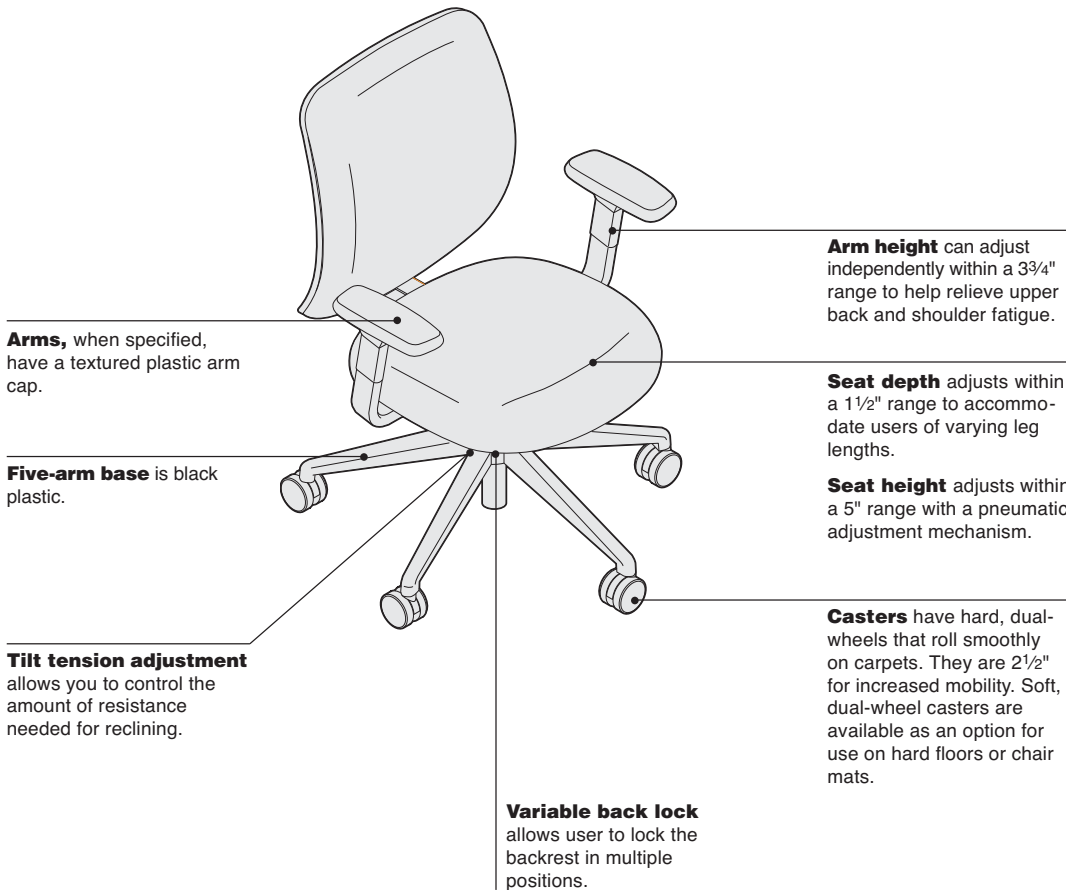 Arms, when specified,
have a textured plastic arm
cap.
Five-arm base is black
plastic.
Tilt tension adjustment
allows you to control the
amount of resistance
needed for reclining.
Variable back lock
allows user to lock the
backrest in multiple
positions.
Arm height can adjust
independently within a 3¾"
range to help relieve upper
back and shoulder fatigue.
Seat depth adjusts within
a 1½" range to accommo-
date users of varying leg
lengths.
Seat height adjusts within
a 5" range with a pneumatic
adjustment mechanism.
Casters have hard, dual-
wheels that roll smoothly
on carpets. They are 2½"
for increased mobility. Soft,
dual-wheel casters are
available as an option for
use on hard floors or chair
mats.